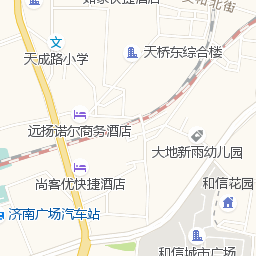 如家快捷酒店
安和北街
天桥东综合楼
天成路小学
远扬诺尔商务酒店
大地新雨幼儿园
尚客优快捷酒店
和信花园
济南广场汽车站
和信城市广场